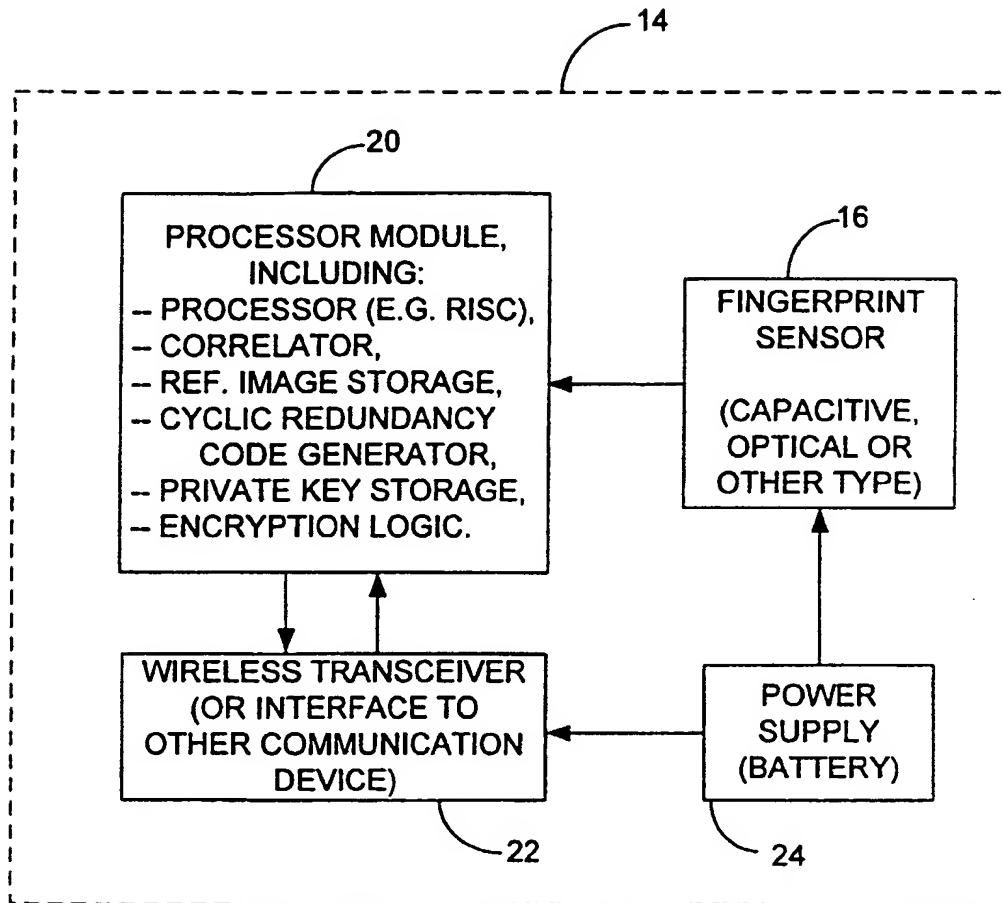 14
20
PROCESSOR MODULE,
INCLUDING:
-- PROCESSOR (E.G. RISC),
-- CORRELATOR,
-- REF. IMAGE STORAGE,
-- CYCLIC REDUNDANCY
CODE GENERATOR,
-- PRIVATE KEY STORAGE,
-- ENCRYPTION LOGIC.
16
FINGERPRINT
SENSOR
(CAPACITIVE,
OPTICAL OR
OTHER TYPE)
WIRELESS TRANSCEIVER
(OR INTERFACE TO
OTHER COMMUNICATION
DEVICE)
22
POWER
SUPPLY
(BATTERY)
24